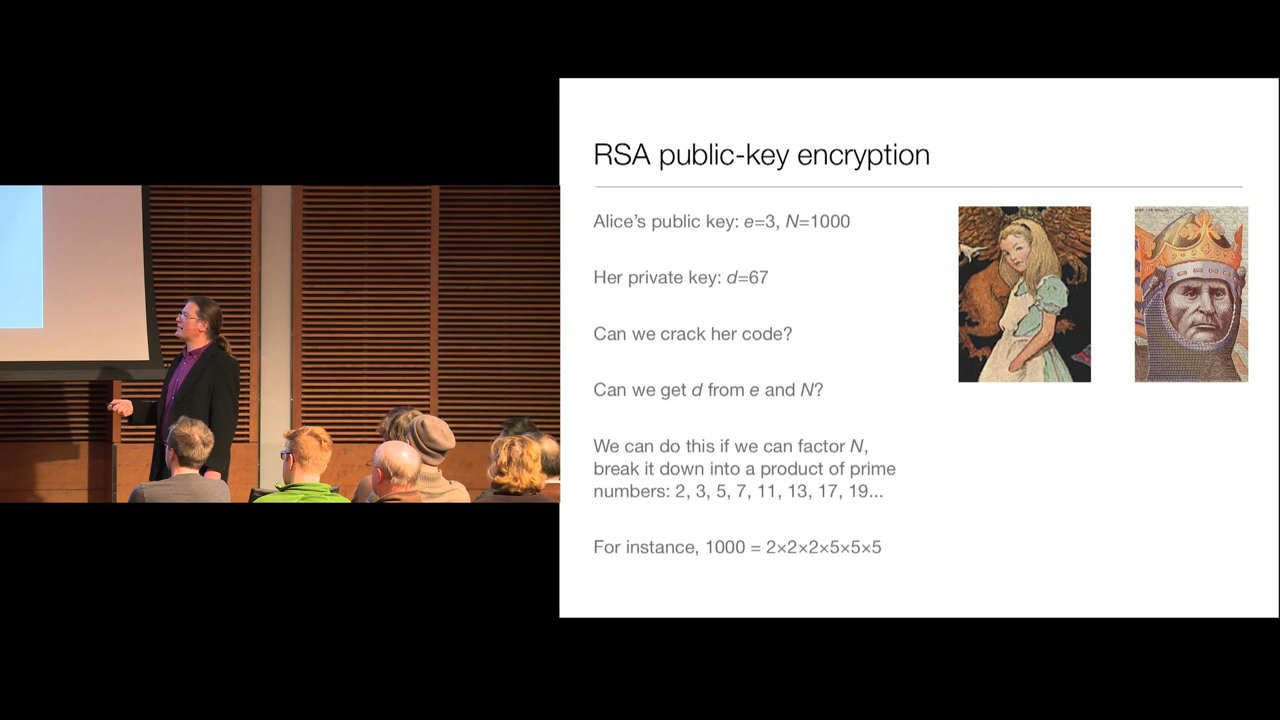 RSA public-key encryption
Alice’s public key: e=3, N=1000
Her private key: d=67
Can we crack her code?
Can we get d from e and N?
We can do this if we can factor N,
break it down into a product of prime
numbers: 2, 3, 5, 7, 11, 13, 17, 19...
For instance, 1000 = 2×2×2×5×5×5